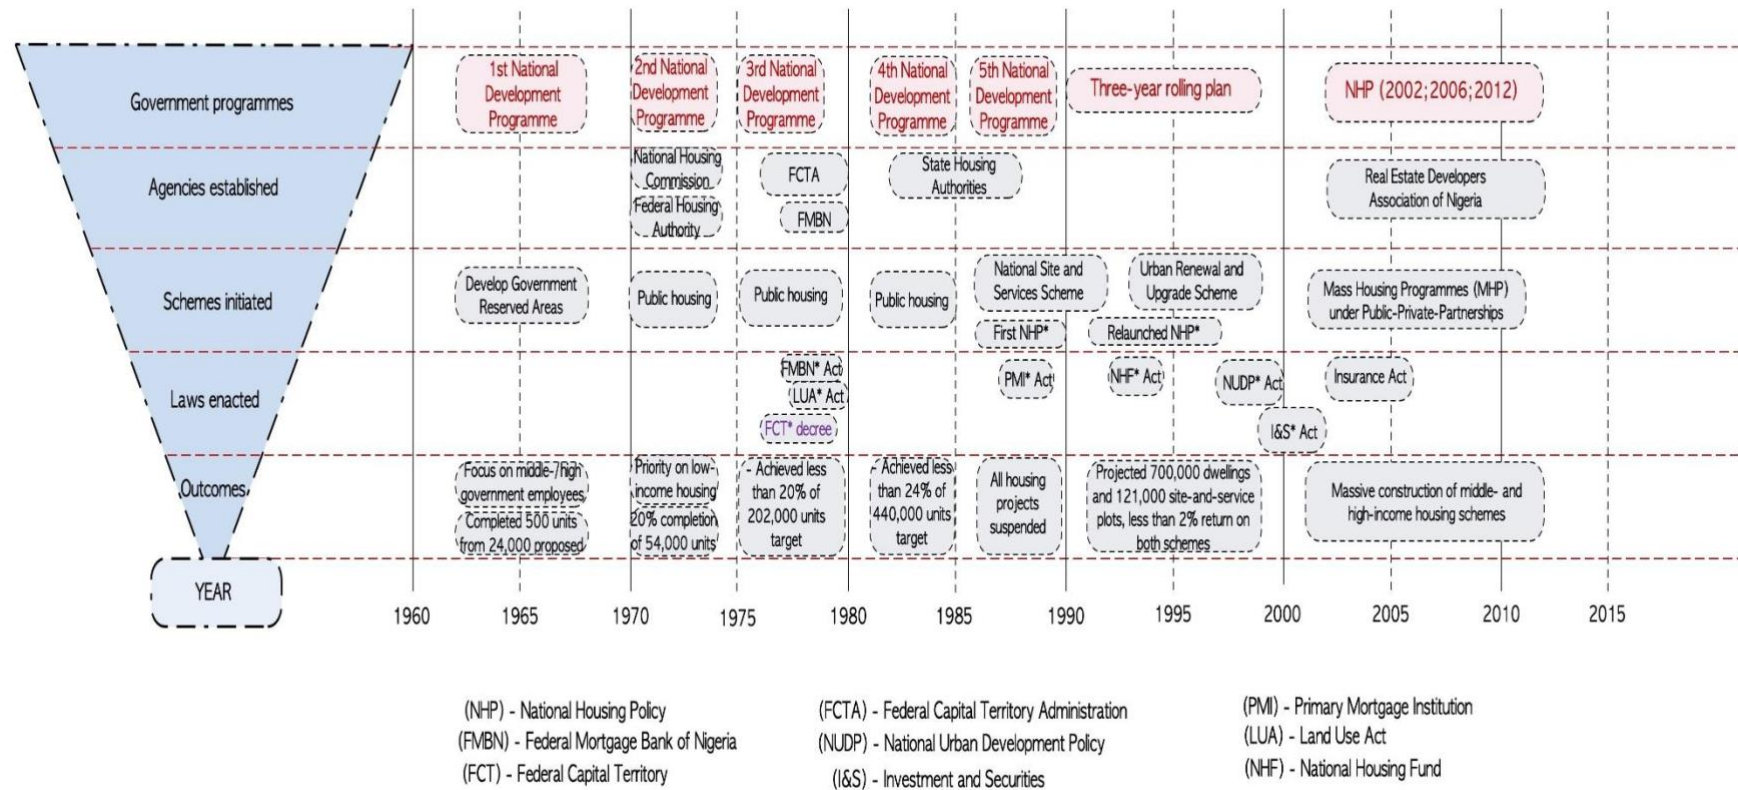 Government programmes
1st National
Development
Programme
2nd National
Development
Programme
3rd National
Development
Programme
4th National
Development
Programme
5th National
Development
Programme
Three-year rolling plan
NHP (2002;2006;2012)
Agencies established
National Housing
Commission
Federal Housing
Authority
FCTA
FMBN
State Housing
Authorities
Real Estate Developers
Association of Nigeria
Schemes initiated
Develop Government
Reserved Areas
Public housing
Public housing
Public housing
National Site and
Services Scheme
First NHP*
Urban Renewal and
Upgrade Scheme
Relaunched NHP*
Mass Housing Programmes (MHP)
under Public-Private-Partnerships
Laws enacted
FMBN* Act
LUA* Act
FCT* decree
PMI* Act
NHF* Act
NUDP* Act
I&S* Act
Insurance Act
Outcomes
Focus on middle-/high
government employees
Completed 500 units
from 24,000 proposed
Priority on low-
income housing
20% completion
of 54,000 units
- Achieved less
than 20% of
202,000 units
target
- Achieved less
than 24% of
440,000 units
target
All housing
projects
suspended
Projected 700,000 dwellings
and 121,000 site-and-service
plots, less than 2% return on
both schemes
Massive construction of middle- and
high-income housing schemes
YEAR
1960
1965
1970
1975
1980
1985
1990
1995
2000
2005
2010
2015
(NHP) - National Housing Policy
(FMBN) - Federal Mortgage Bank of Nigeria
(FCT) - Federal Capital Territory
(FCTA) - Federal Capital Territory Administration
(NUDP) - National Urban Development Policy
(I&S) - Investment and Securities
(PMI) - Primary Mortgage Institution
(LUA) - Land Use Act
(NHF) - National Housing Fund